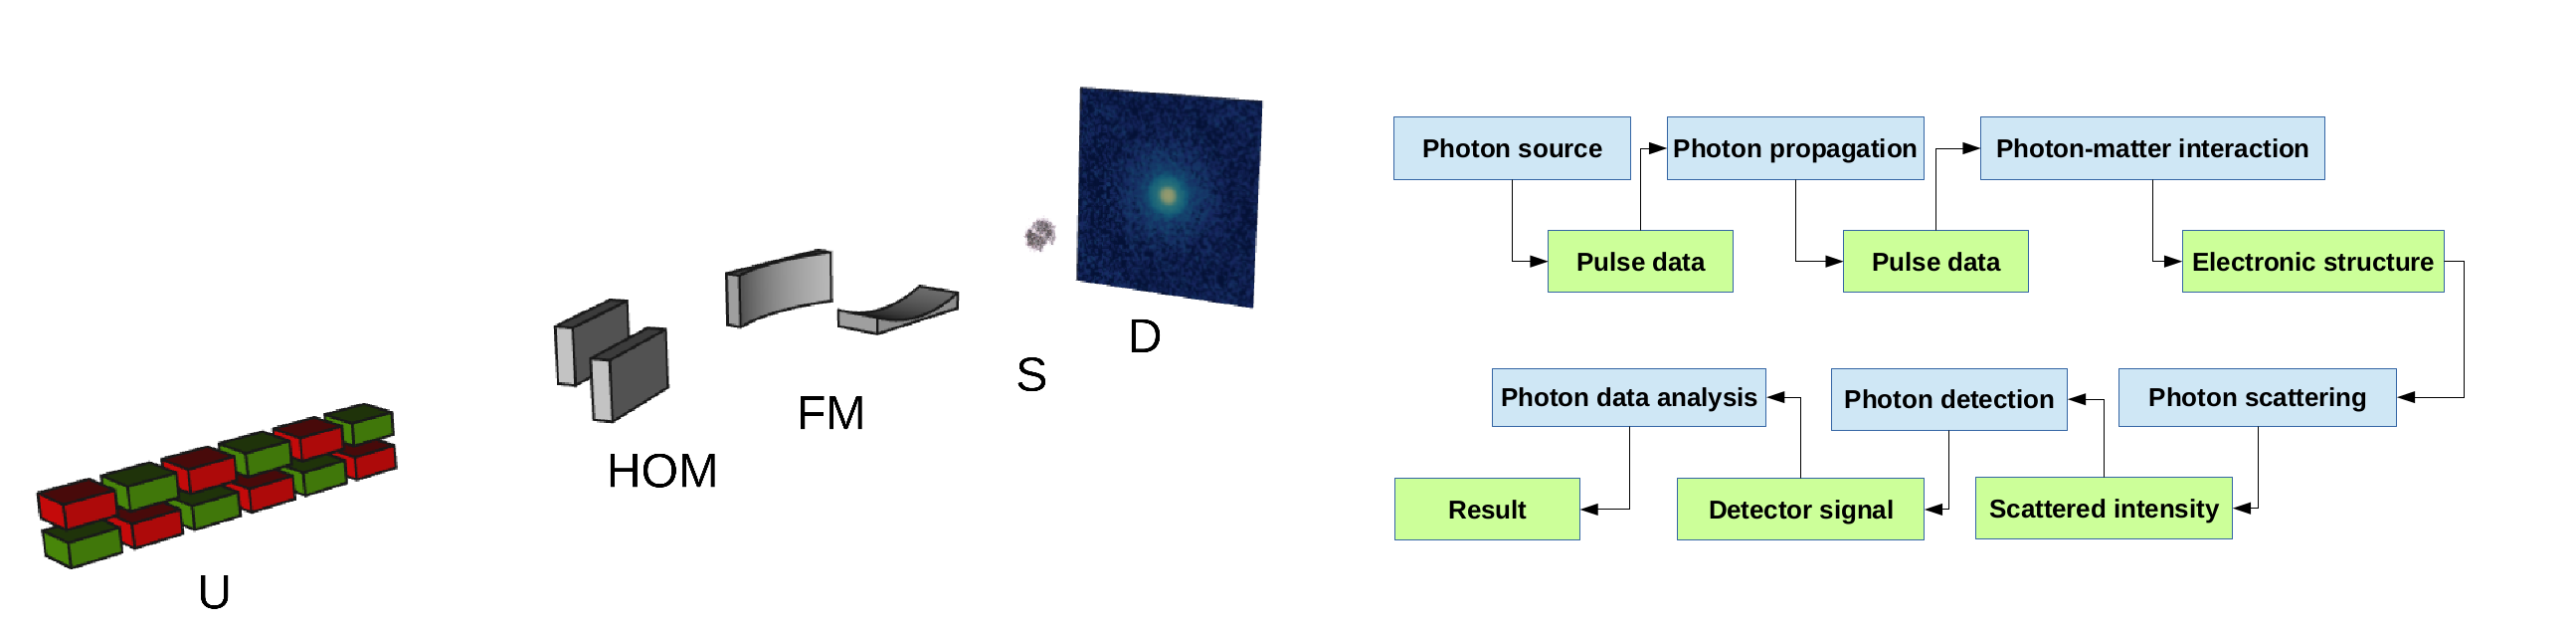 U
HOM
FM
S
D
Photon source
Photon propagation
Photon-matter interaction
Pulse data
Pulse data
Electronic structure
Photon data analysis
Photon detection
Photon scattering
Result
Detector signal
Scattered intensity